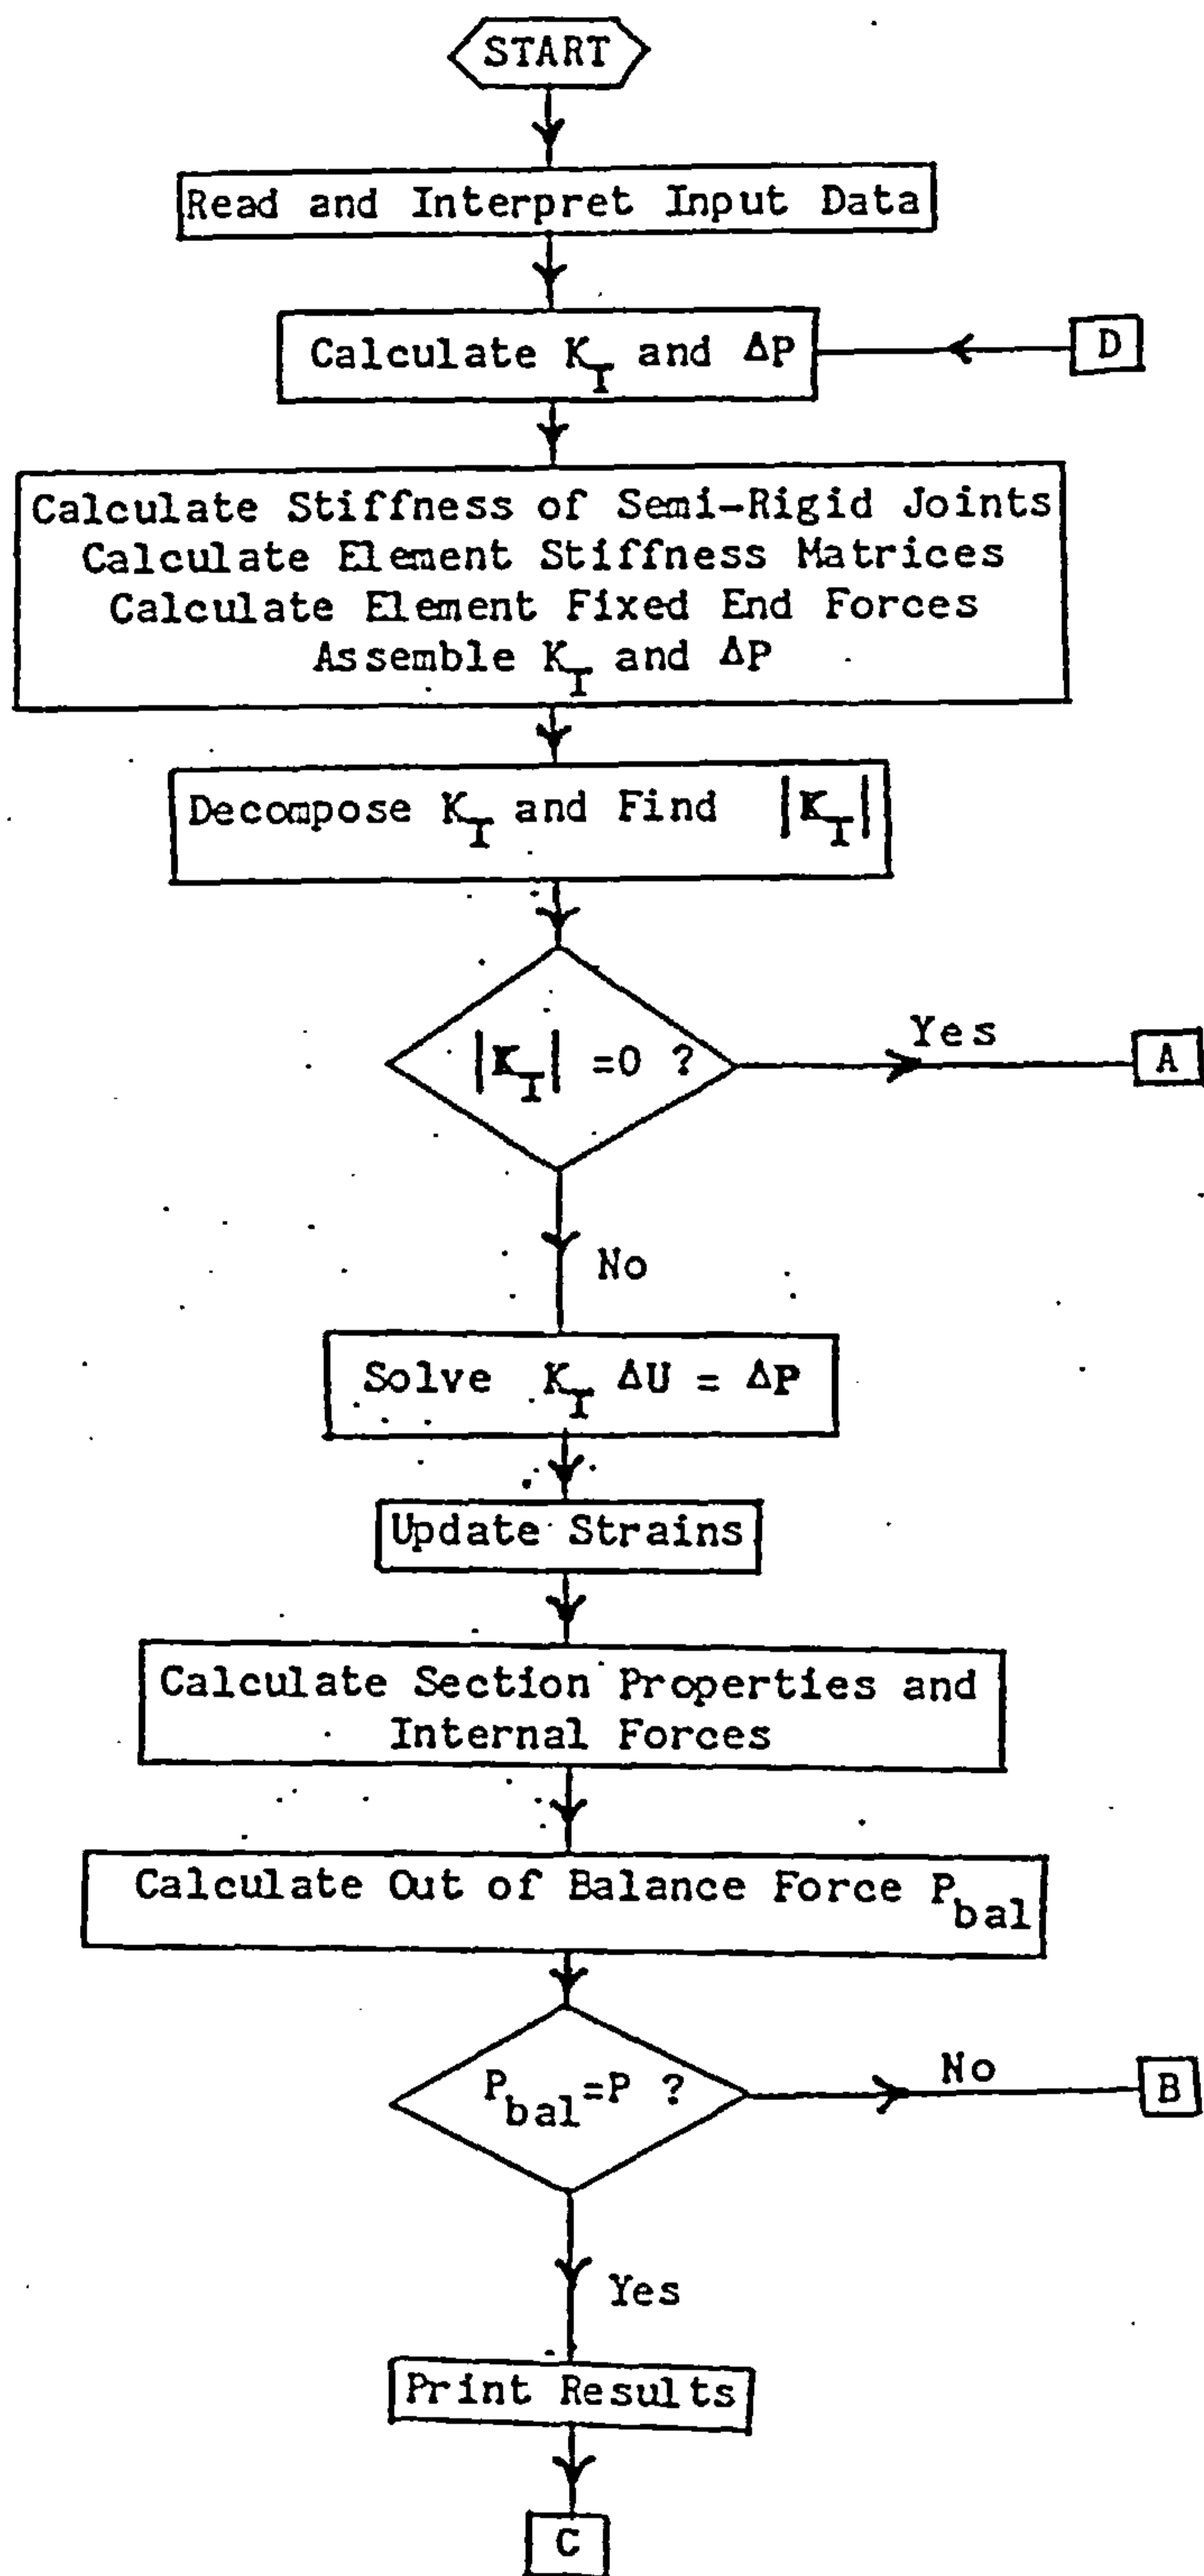 START
Read and Interpret Input Data
Calculate K_T and ΔP
D
Calculate Stiffness of Semi-Rigid Joints
Calculate Element Stiffness Matrices
Calculate Element Fixed End Forces
Assemble K_T and ΔP
Decompose K_T and Find |K_T|
|K_T| =0 ?
Yes
A
No
Solve K_T ΔU = ΔP
Update Strains
Calculate Section Properties and
Internal Forces
Calculate Out of Balance Force P_bal
P_bal=P ?
No
B
Yes
Print Results
C